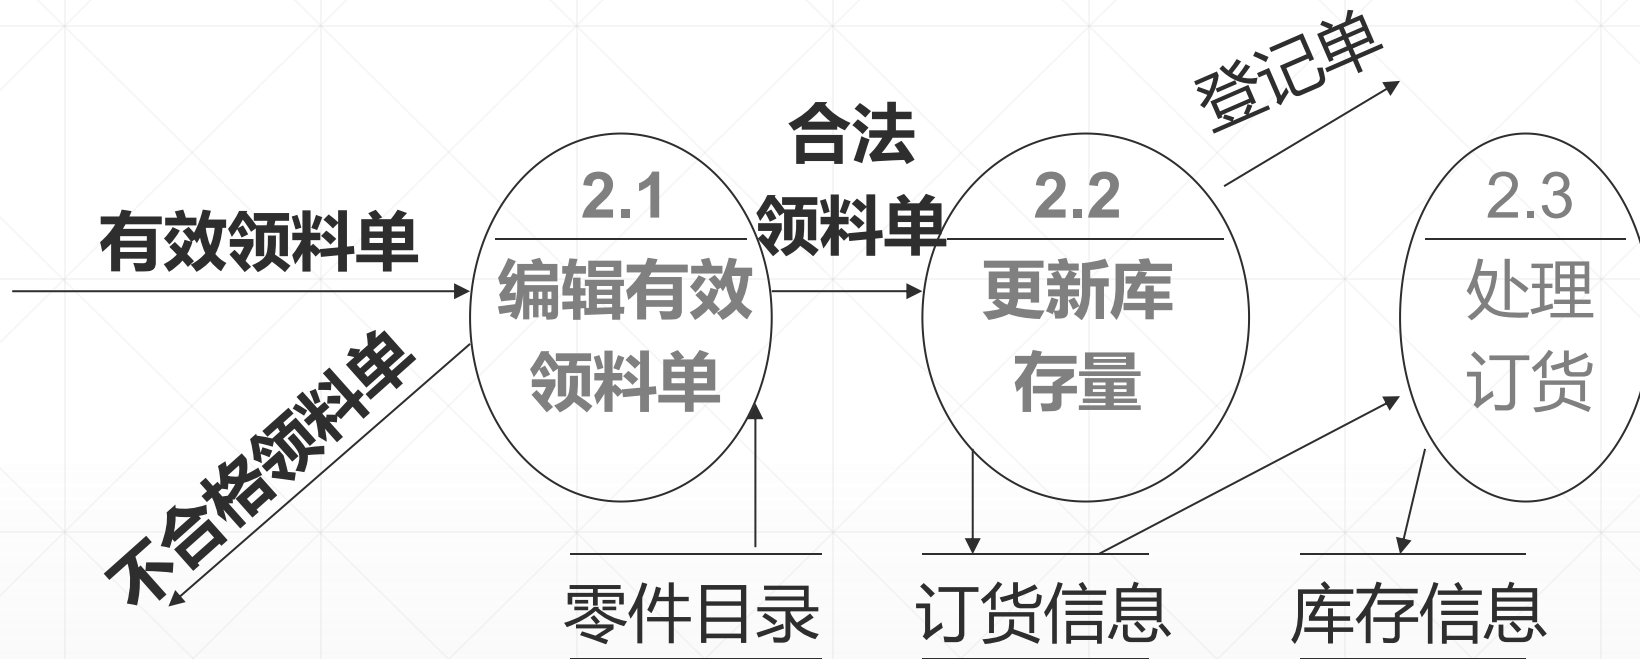 登记单
合法
领料单
有效领料单
2.1
编辑有效
领料单
2.2
更新库
存量
2.3
处理
订货
不合格领料单
零件目录
订货信息
库存信息